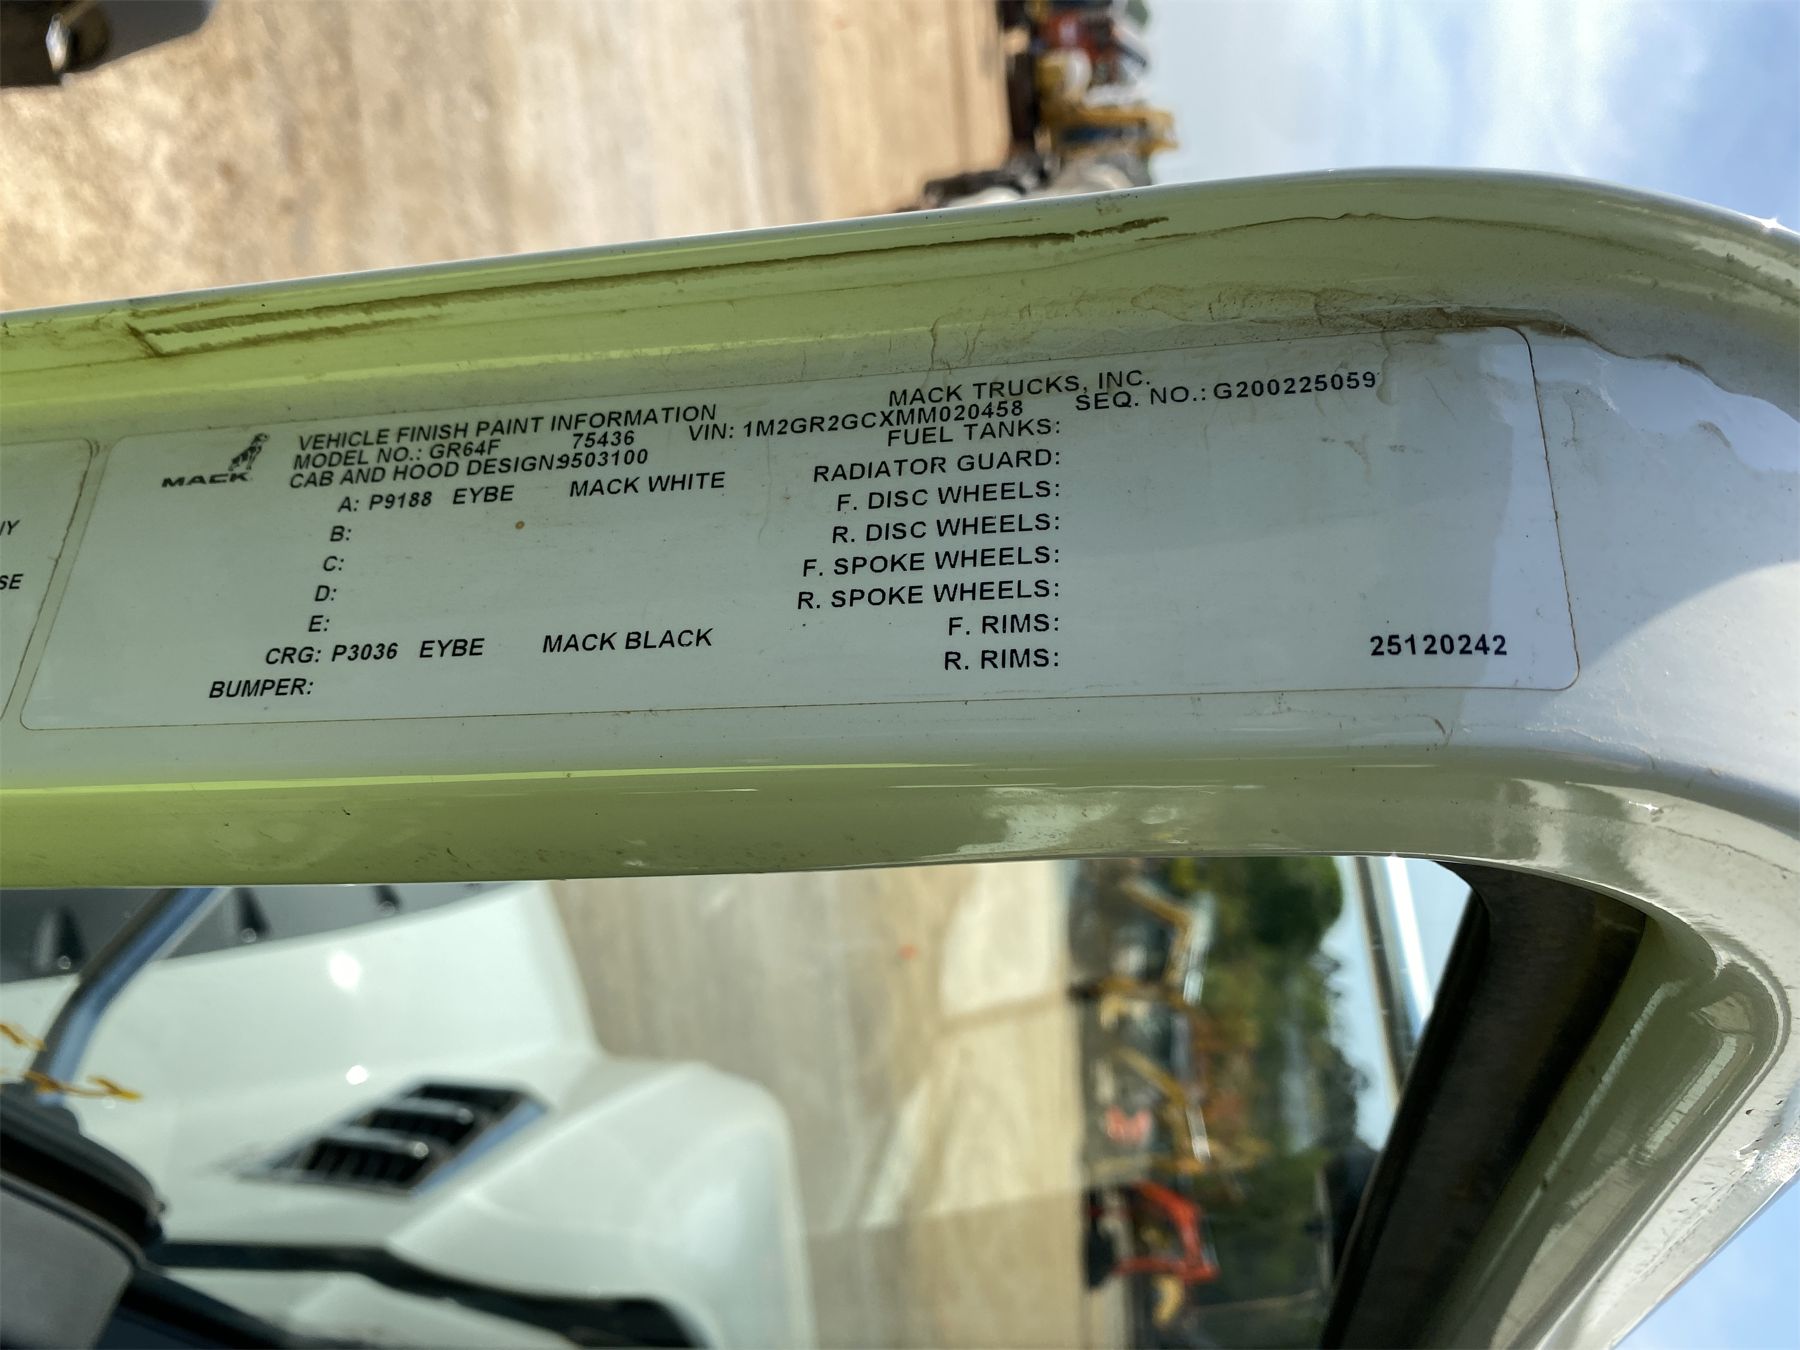 MACK TRUCKS, INC.
VEHICLE FINISH PAINT INFORMATION
MODEL NO.: GR64F 75436 VIN: 1M2GR2GCXMM020458 SEQ. NO.: G200225059
CAB AND HOOD DESIGN:9503100 FUEL TANKS:
MACK
A: P9188 EYBE MACK WHITE RADIATOR GUARD:
B: F. DISC WHEELS:
C: R. DISC WHEELS:
D: F. SPOKE WHEELS:
E: R. SPOKE WHEELS:
CRG: P3036 EYBE MACK BLACK F. RIMS:
BUMPER: R. RIMS:
25120242